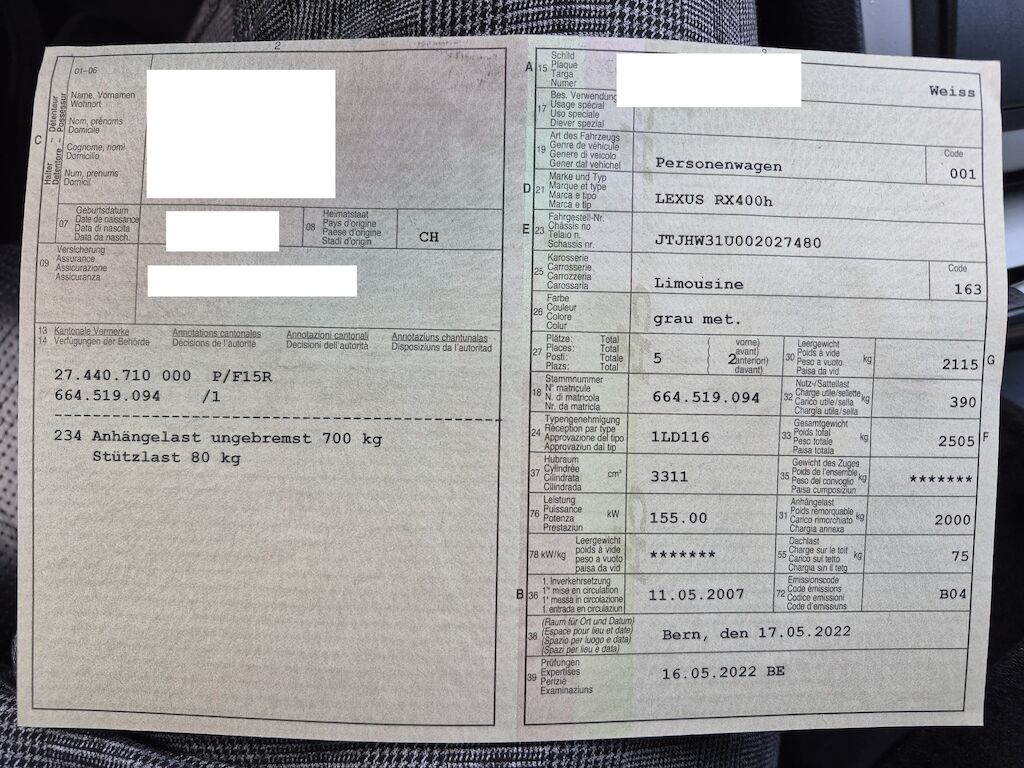 2
01–06
Name, Vornamen
Wohnort
Nom, prénoms
Domicile
Cognome, nomi
Domicilio
Num, prenums
Domicil
C
Halter Détenteur
Detentore Possessur
07
Geburtsdatum
Date de naissance
Data di nascita
Data da nasch.
08
Heimatstaat
Pays d'origine
Paese d'origine
Stadi d'origin
CH
09
Versicherung
Assurance
Assicurazione
Assicuranza
13 Kantonale Vermerke Annotations cantonales Annotazioni cantonali Annotaziuns chantunalas
14 Verfügungen der Behörde Décisions de l'autorité Decisioni dell'autorità Disposiziuns da l'autoritad
27.440.710 000 P/F15R
664.519.094 /1
234 Anhängelast ungebremst 700 kg
Stützlast 80 kg
A 15
Schild
Plaque
Targa
Numer
Weiss
17
Bes. Verwendung
Usage spécial
Uso speciale
Diever spezial
19
Art des Fahrzeugs
Genre de véhicule
Genere di veicolo
Gener dal vehichel
Personenwagen
Code
001
D 21
Marke und Typ
Marque et type
Marca e tipo
Marca e tip
LEXUS RX400h
E 23
Fahrgestell-Nr.
Châssis no
Telaio n.
Schassis nr.
JTJHW31U002027480
25
Karosserie
Carrosserie
Carrozzeria
Carossaria
Limousine
Code
163
26
Farbe
Couleur
Colore
Colur
grau met.
27
Plätze: Total
Places: Total
Posti: Totale
Plazs: Total
5
vorne)
avant)
anteriori)
davant)
2
30
Leergewicht
Poids à vide
Peso a vuoto
Paisa da vid
kg
2115
G
18
Stammnummer
N° matricule
N. di matricola
Nr. da matricla
664.519.094
32
Nutz-/Sattellast
Charge utile/sellette
Carico utile/sella
Chargia utila/sella
kg
390
24
Typengenehmigung
Réception par type
Approvazione del tipo
Approvaziun dal tip
1LD116
33
Gesamtgewicht
Poids total
Peso totale
Paisa totala
kg
2505
F
37
Hubraum
Cylindrée
Cilindrata
Cilindrada
cm³
3311
35
Gewicht des Zuges
Poids de l'ensemble
Peso del convoglio
Paisa cumposiziun
kg
*******
76
Leistung
Puissance
Potenza
Prestaziun
kW
155.00
31
Anhängelast
Poids remorquable
Carico rimorchiato
Chargia annexa
kg
2000
78 kW/kg
Leergewicht
poids à vide
peso a vuoto
paisa da vid
*******
55
Dachlast
Charge sur le toit
Carico sul tetto
Chargia sin il tetg
kg
75
B 36
1. Inverkehrsetzung
1re mise en circulation
1a messa in circolazione
1. entrada en circulaziun
11.05.2007
72
Emissionscode
Code émissions
Codice emissioni
Code d'emissiuns
B04
38
(Raum für Ort und Datum)
(Espace pour lieu et date)
(Spazio per luogo e data)
(Spazi per lieu e data)
Bern, den 17.05.2022
39
Prüfungen
Expertises
Perizie
Examinaziuns
16.05.2022 BE